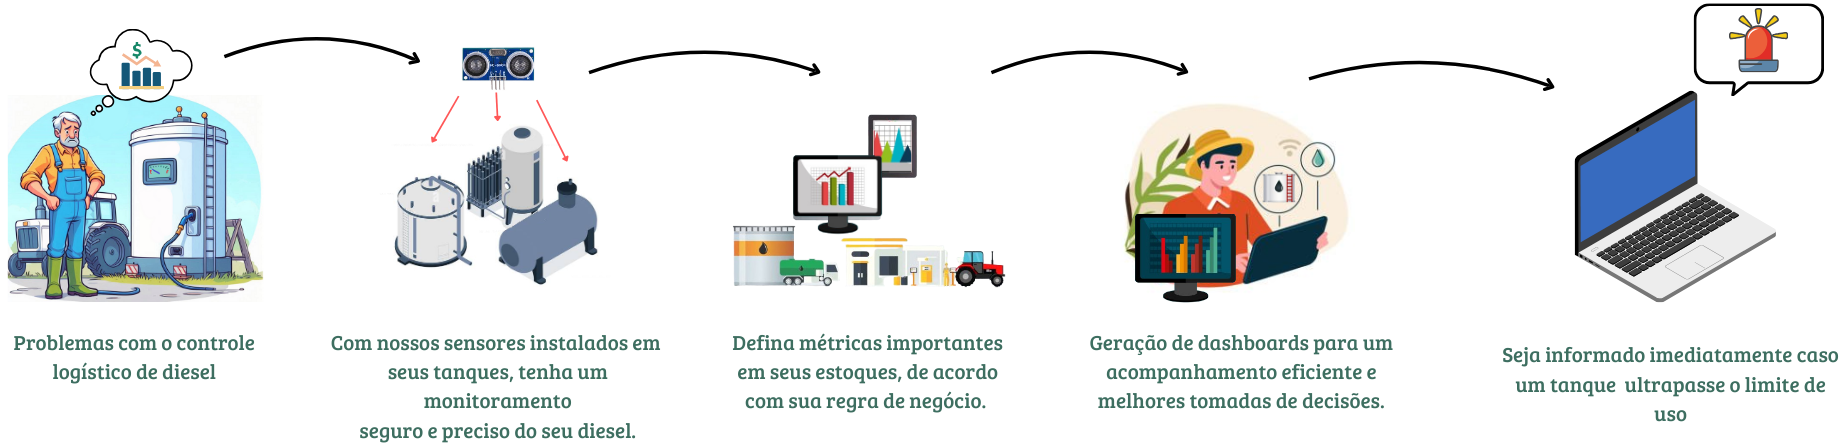 $
Problemas com o controle
logístico de diesel
Com nossos sensores instalados em
seus tanques, tenha um
monitoramento
seguro e preciso do seu diesel.
Defina métricas importantes
em seus estoques, de acordo
com sua regra de negócio.
Geração de dashboards para um
acompanhamento eficiente e
melhores tomadas de decisões.
Seja informado imediatamente caso
um tanque ultrapasse o limite de
uso